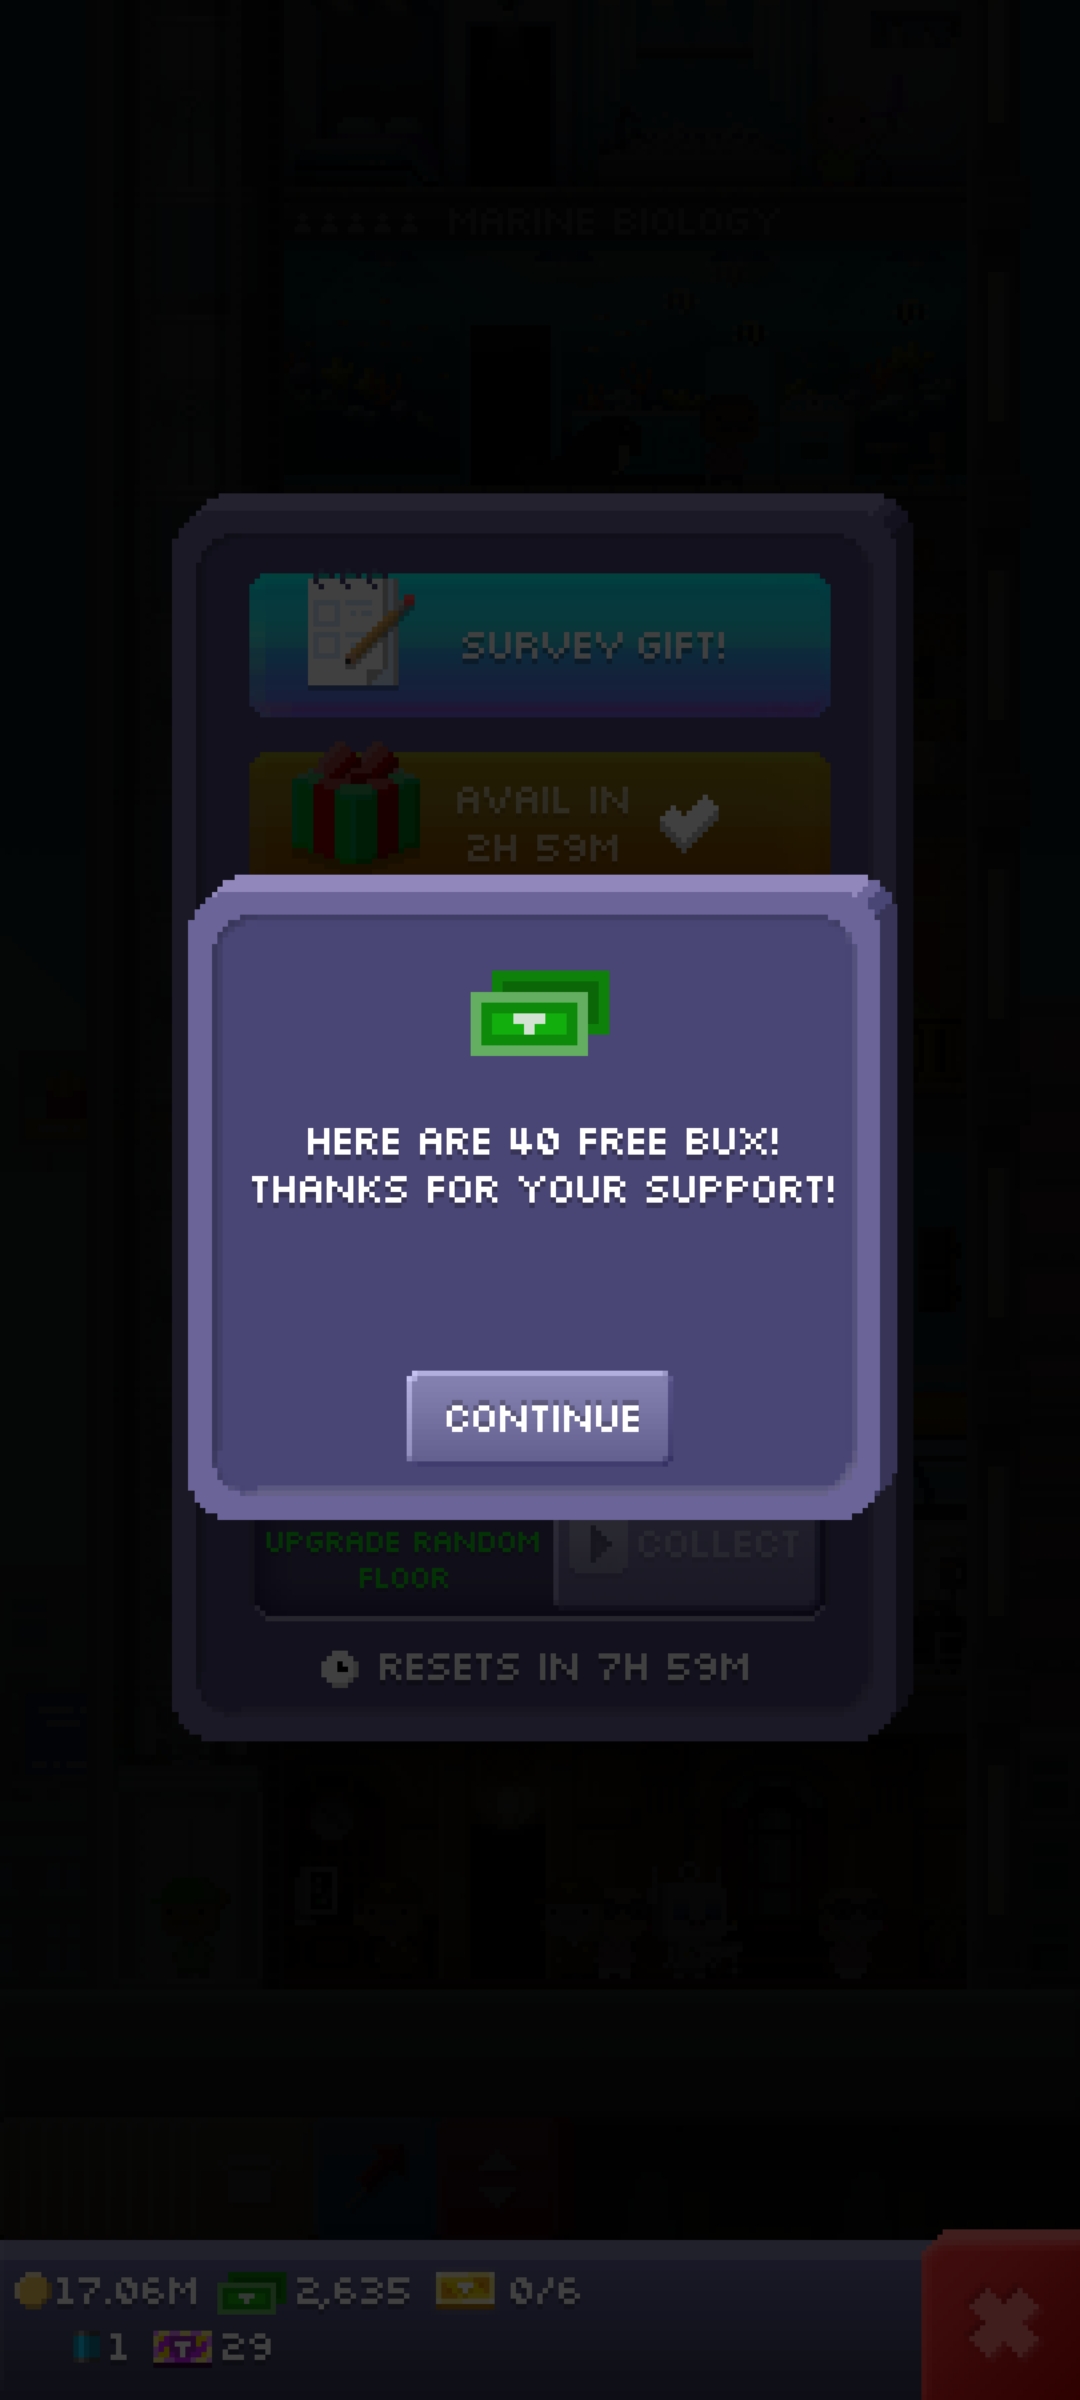 MARINE BIOLOGY
SURVEY GIFT!
AVAIL IN
2H 59M
HERE ARE 40 FREE BUX!
THANKS FOR YOUR SUPPORT!
CONTINUE
UPGRADE RANDOM
FLOOR
COLLECT
RESETS IN 7H 59M
17.06M 2,635 0/6
1 29